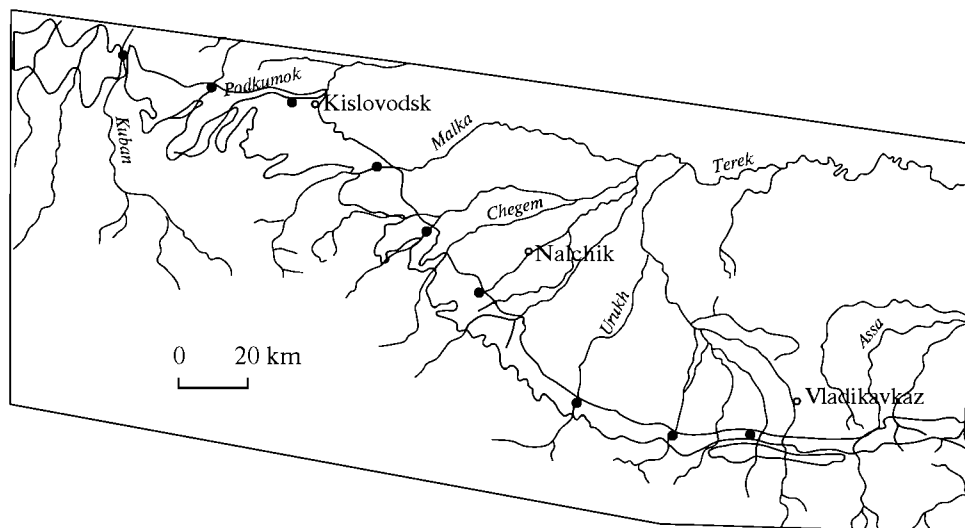 Podkumok
Kislovodsk
Kuban
Malka
Terek
Chegem
Nalchik
Urukh
Assa
0 20 km
Vladikavkaz